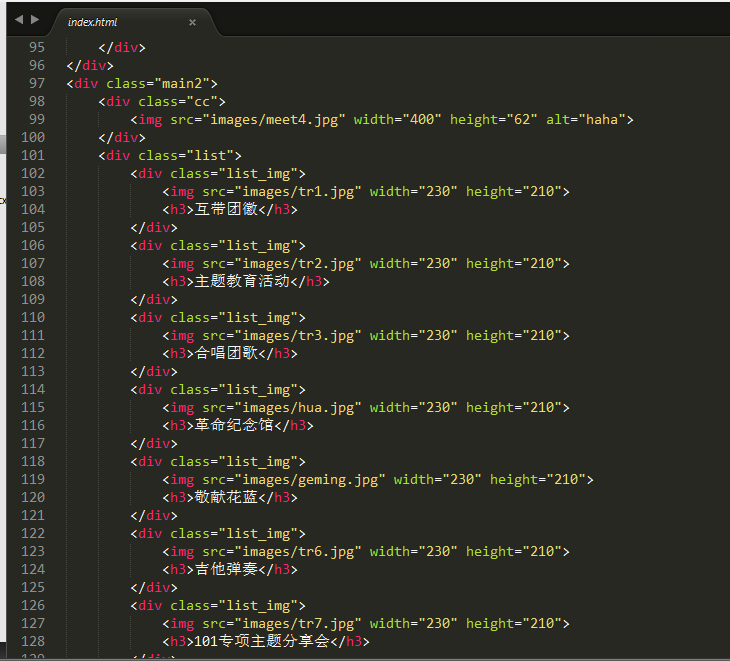 index.html ×
95 </div>
96 </div>
97 <div class="main2">
98 <div class="cc">
99 <img src="images/meet4.jpg" width="400" height="62" alt="haha">
100 </div>
101 <div class="list">
102 <div class="list_img">
103 <img src="images/tr1.jpg" width="230" height="210">
104 <h3>互带团徽</h3>
105 </div>
106 <div class="list_img">
107 <img src="images/tr2.jpg" width="230" height="210">
108 <h3>主题教育活动</h3>
109 </div>
110 <div class="list_img">
111 <img src="images/tr3.jpg" width="230" height="210">
112 <h3>合唱团歌</h3>
113 </div>
114 <div class="list_img">
115 <img src="images/hua.jpg" width="230" height="210">
116 <h3>革命纪念馆</h3>
117 </div>
118 <div class="list_img">
119 <img src="images/geming.jpg" width="230" height="210">
120 <h3>敬献花蓝</h3>
121 </div>
122 <div class="list_img">
123 <img src="images/tr6.jpg" width="230" height="210">
124 <h3>吉他弹奏</h3>
125 </div>
126 <div class="list_img">
127 <img src="images/tr7.jpg" width="230" height="210">
128 <h3>101专项主题分享会</h3>
129 </div>